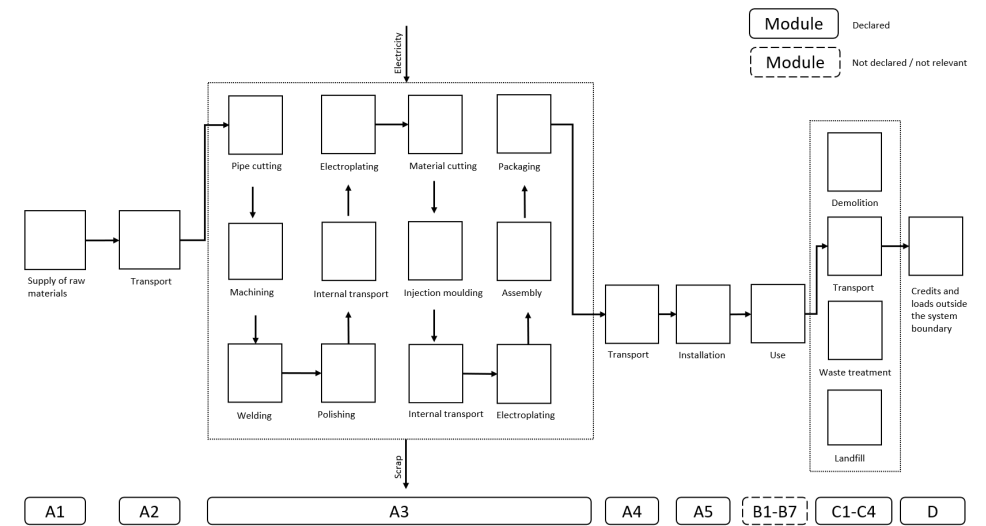 Module
Declared
Module
Not declared / not relevant
Electricity
Pipe cutting
Electroplating
Material cutting
Packaging
Demolition
Supply of raw
materials
Transport
Machining
Internal transport
Injection moulding
Assembly
Transport
Credits and
loads outside
the system
boundary
Transport
Installation
Use
Waste treatment
Welding
Polishing
Internal transport
Electroplating
Landfill
Scrap
A1
A2
A3
A4
A5
B1-B7
C1-C4
D